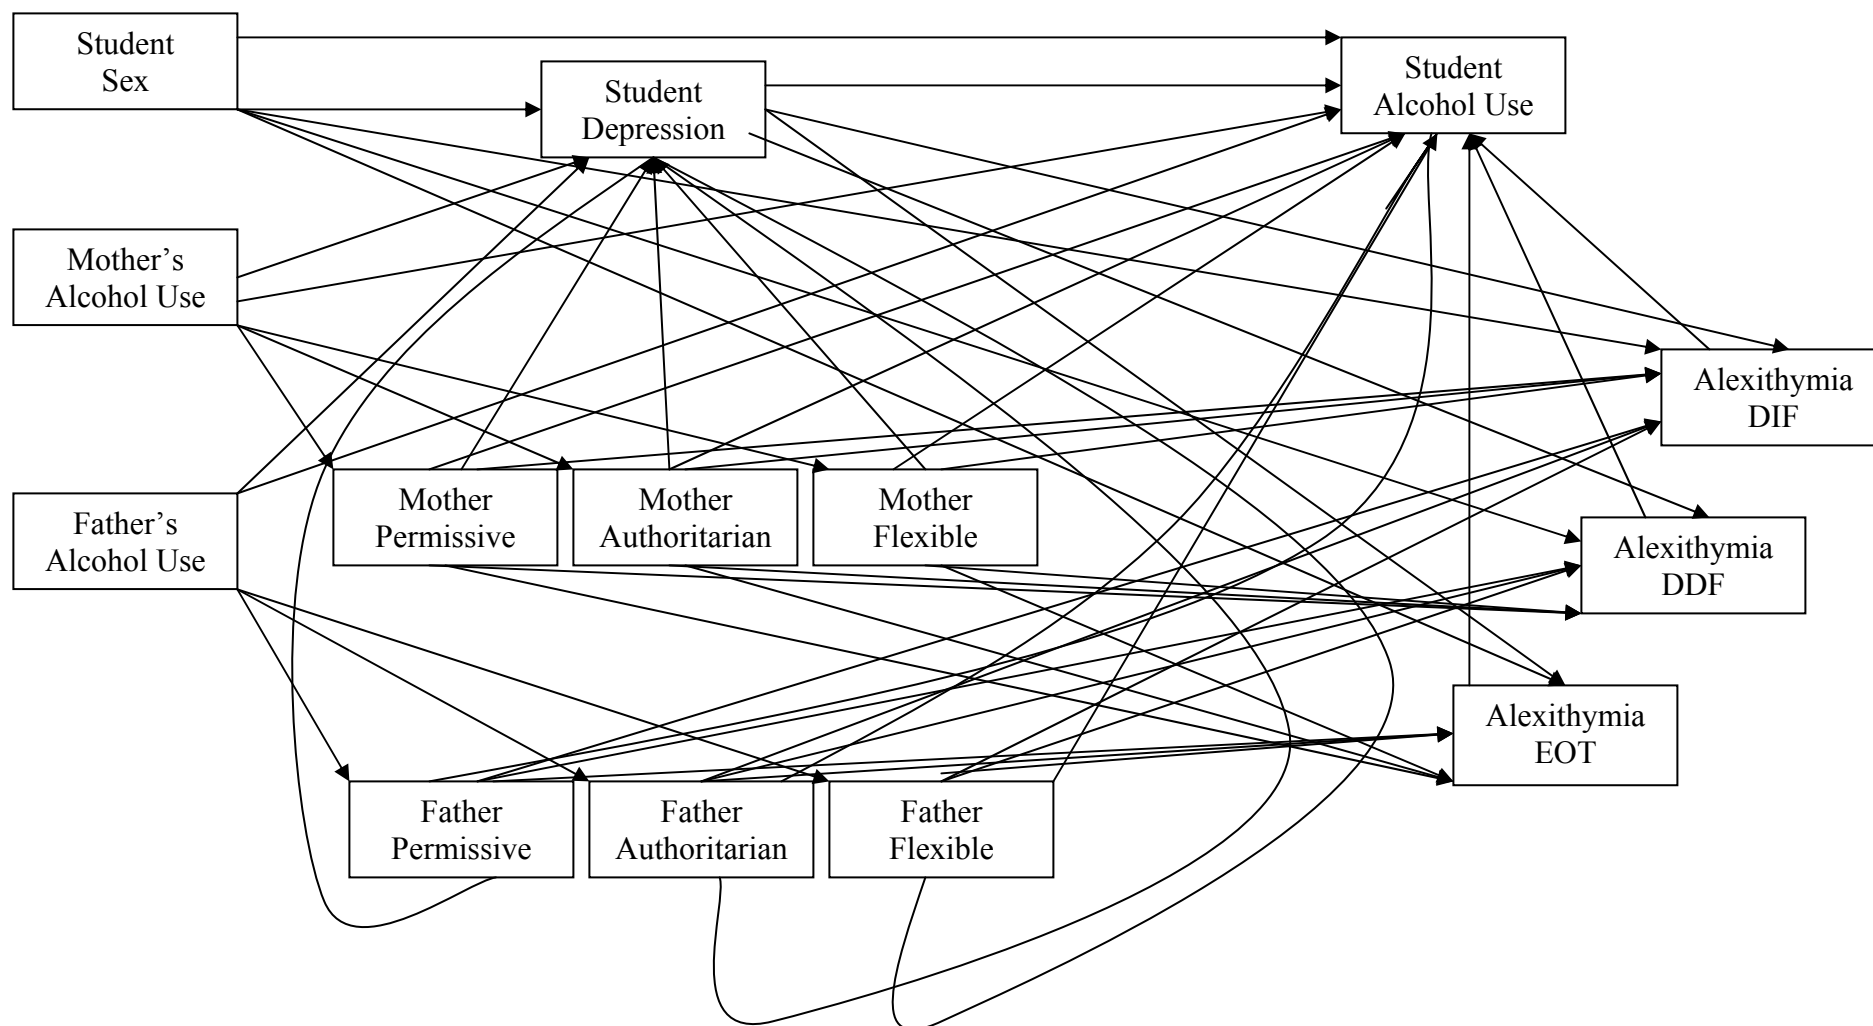 Student
Sex
Student
Depression
Student
Alcohol Use
Mother’s
Alcohol Use
Alexithymia
DIF
Father’s
Alcohol Use
Mother
Permissive
Mother
Authoritarian
Mother
Flexible
Alexithymia
DDF
Alexithymia
EOT
Father
Permissive
Father
Authoritarian
Father
Flexible